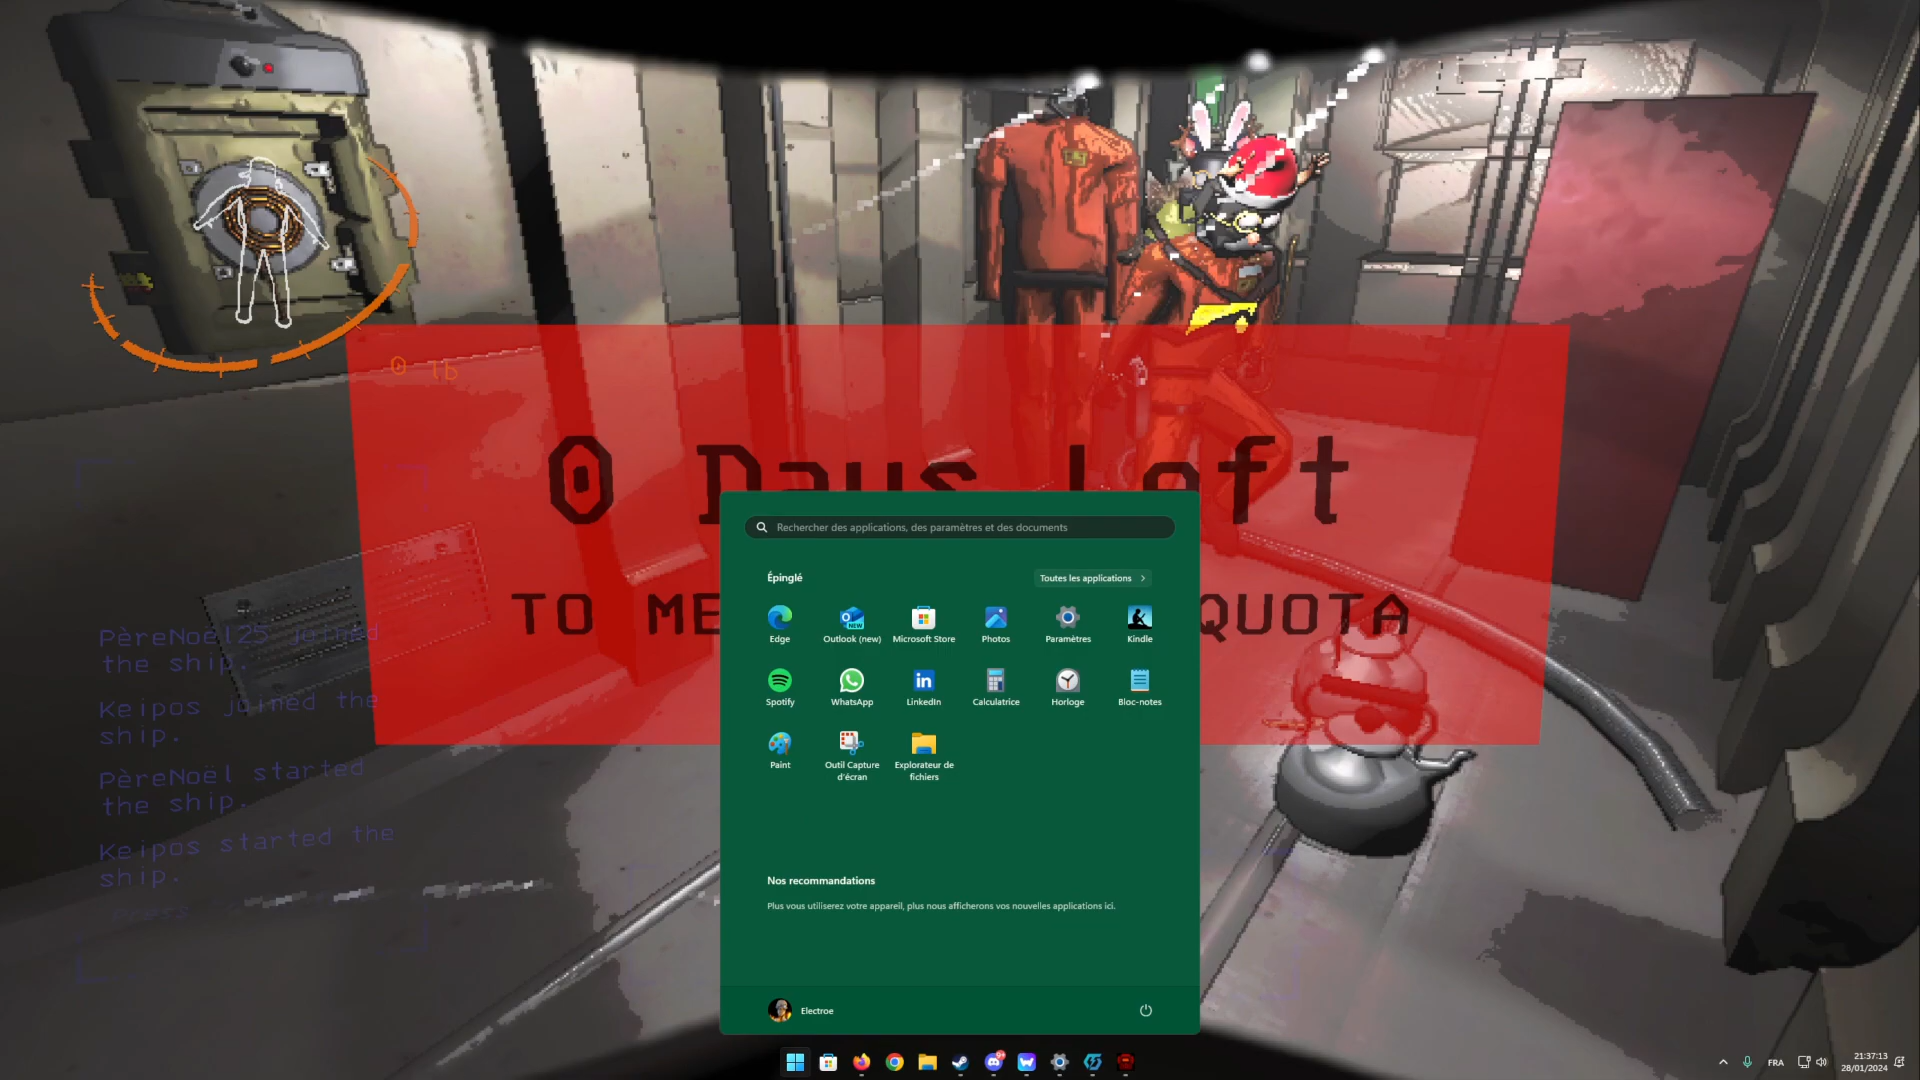 0 lb
0 Days Left
TO ME QUOTA
PèreNoël25 joined
the ship.
Keipos joined the
ship.
PèreNoël started
the ship.
Keipos started the
ship.
Rechercher des applications, des paramètres et des documents
Épinglé
Toutes les applications
Edge
Outlook (new)
Microsoft Store
Photos
Paramètres
Kindle
Spotify
WhatsApp
LinkedIn
Calculatrice
Horloge
Bloc-notes
Paint
Outil Capture
d'écran
Explorateur de
fichiers
Nos recommandations
Plus vous utiliserez votre appareil, plus nous afficherons vos nouvelles applications ici.
Electroe
FRA
21:37:13
28/01/2024